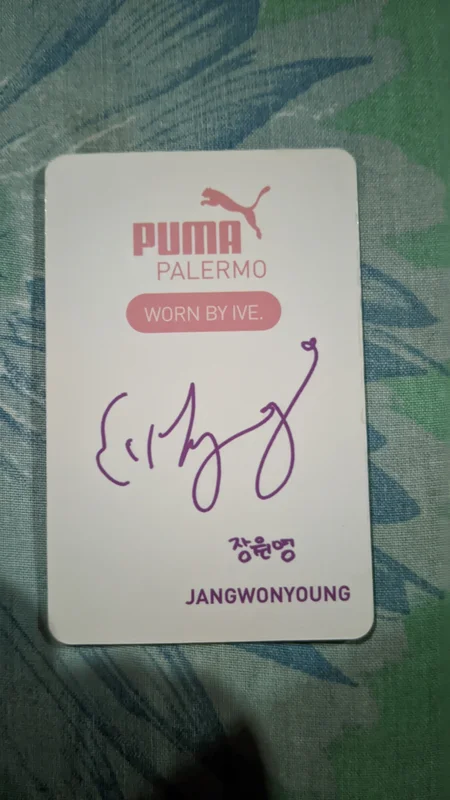 PUMA
PALERMO
WORN BY IVE.
장원영
JANGWONYOUNG